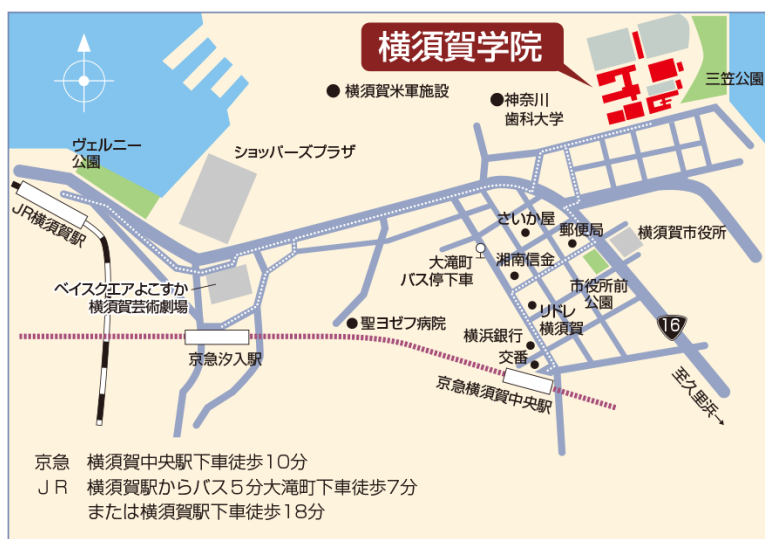 横須賀学院
三笠公園
横須賀米軍施設
神奈川
歯科大学
ヴェルニー
公園
ショッパーズプラザ
JR横須賀駅
さいか屋
郵便局
横須賀市役所
大滝町
バス停下車
湘南信金
市役所前
公園
ベイスクエアよこすか
横須賀芸術劇場
リドレ
横須賀
聖ヨゼフ病院
横浜銀行
16
交番
京急汐入駅
京急横須賀中央駅
至久里浜→
京急 横須賀中央駅下車徒歩10分
JR 横須賀駅からバス5分大滝町下車徒歩7分
または横須賀駅下車徒歩18分